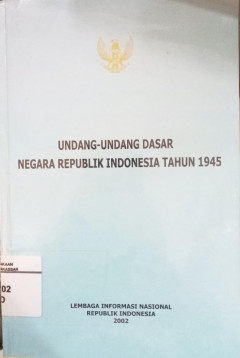 UNDANG-UNDANG DASAR
NEGARA REPUBLIK INDONESIA TAHUN 1945
LEMBAGA INFORMASI NASIONAL
REPUBLIK INDONESIA
2002